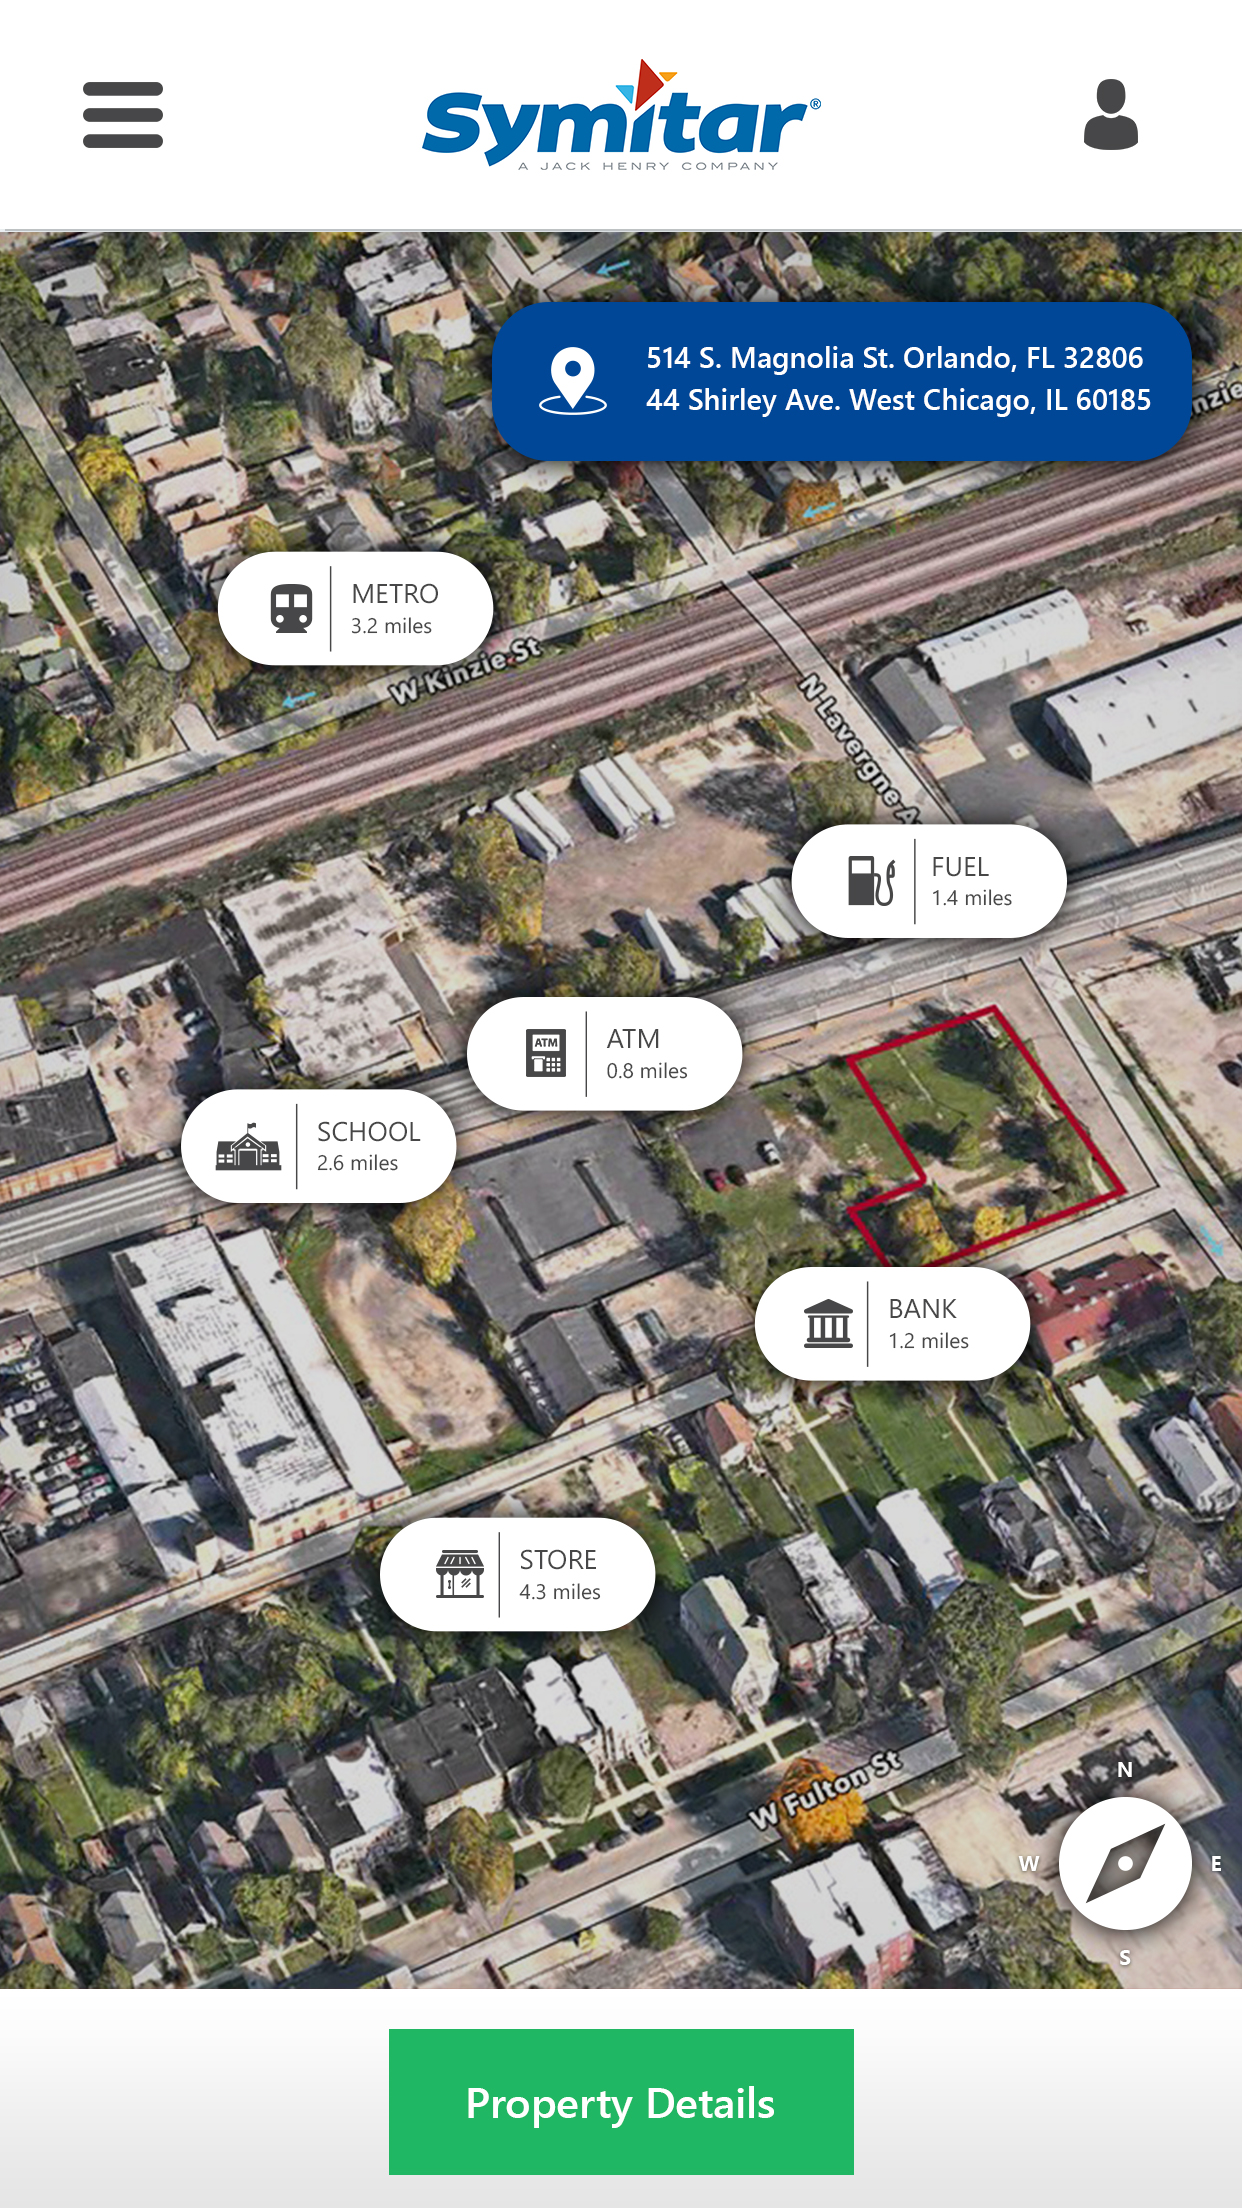 Symitar®
A JACK HENRY COMPANY
514 S. Magnolia St. Orlando, FL 32806
44 Shirley Ave. West Chicago, IL 60185
nzie
METRO
3.2 miles
W Kinzie St
N Lavergne A
FUEL
1.4 miles
ATM
ATM
0.8 miles
SCHOOL
2.6 miles
BANK
1.2 miles
STORE
4.3 miles
W Fulton St
N
W
E
S
Property Details